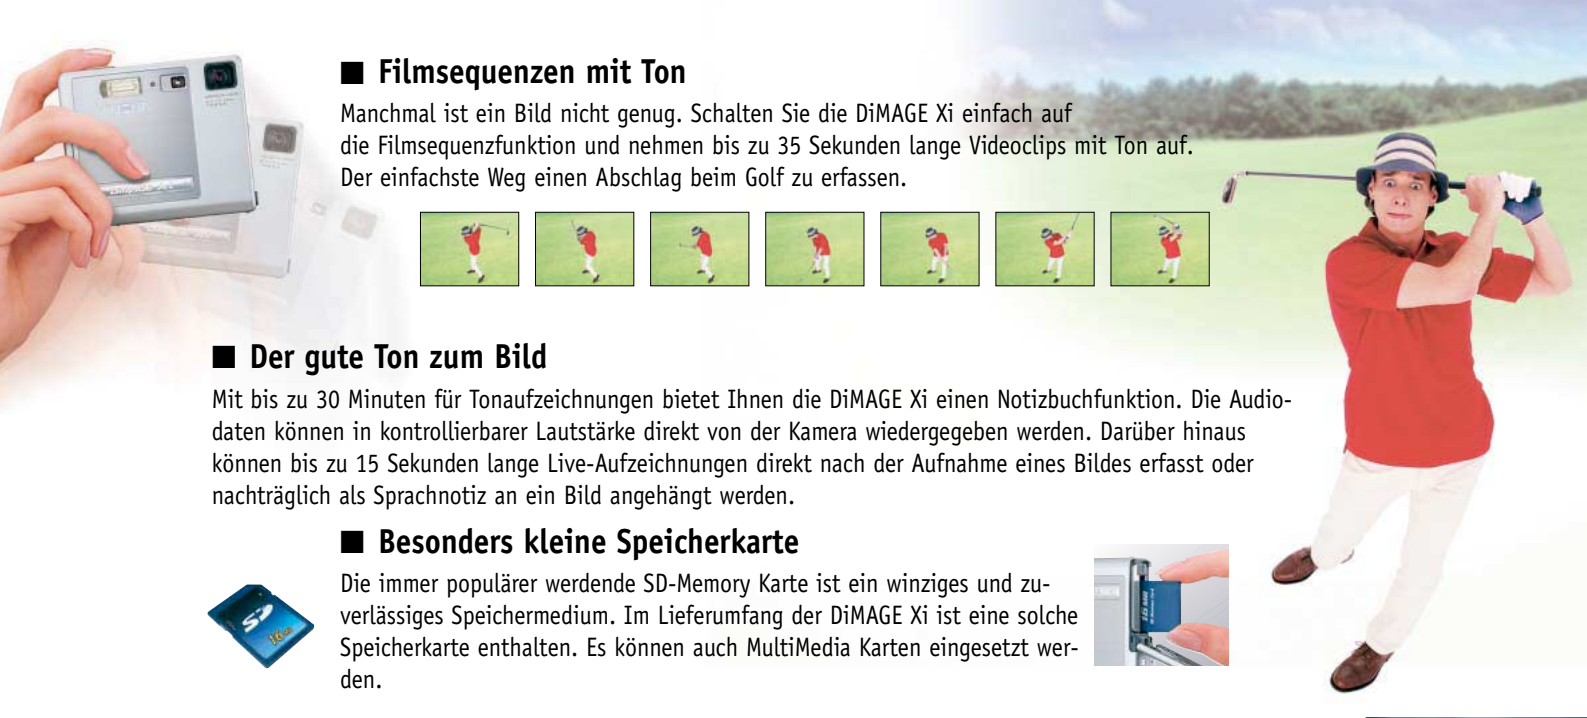 ■ Filmsequenzen mit Ton
Manchmal ist ein Bild nicht genug. Schalten Sie die DiMAGE Xi einfach auf
die Filmsequenzfunktion und nehmen bis zu 35 Sekunden lange Videoclips mit Ton auf.
Der einfachste Weg einen Abschlag beim Golf zu erfassen.
■ Der gute Ton zum Bild
Mit bis zu 30 Minuten für Tonaufzeichnungen bietet Ihnen die DiMAGE Xi einen Notizbuchfunktion. Die Audio-
daten können in kontrollierbarer Lautstärke direkt von der Kamera wiedergegeben werden. Darüber hinaus
können bis zu 15 Sekunden lange Live-Aufzeichnungen direkt nach der Aufnahme eines Bildes erfasst oder
nachträglich als Sprachnotiz an ein Bild angehängt werden.
■ Besonders kleine Speicherkarte
Die immer populärer werdende SD-Memory Karte ist ein winziges und zu-
verlässiges Speichermedium. Im Lieferumfang der DiMAGE Xi ist eine solche
Speicherkarte enthalten. Es können auch MultiMedia Karten eingesetzt wer-
den.
SD
16